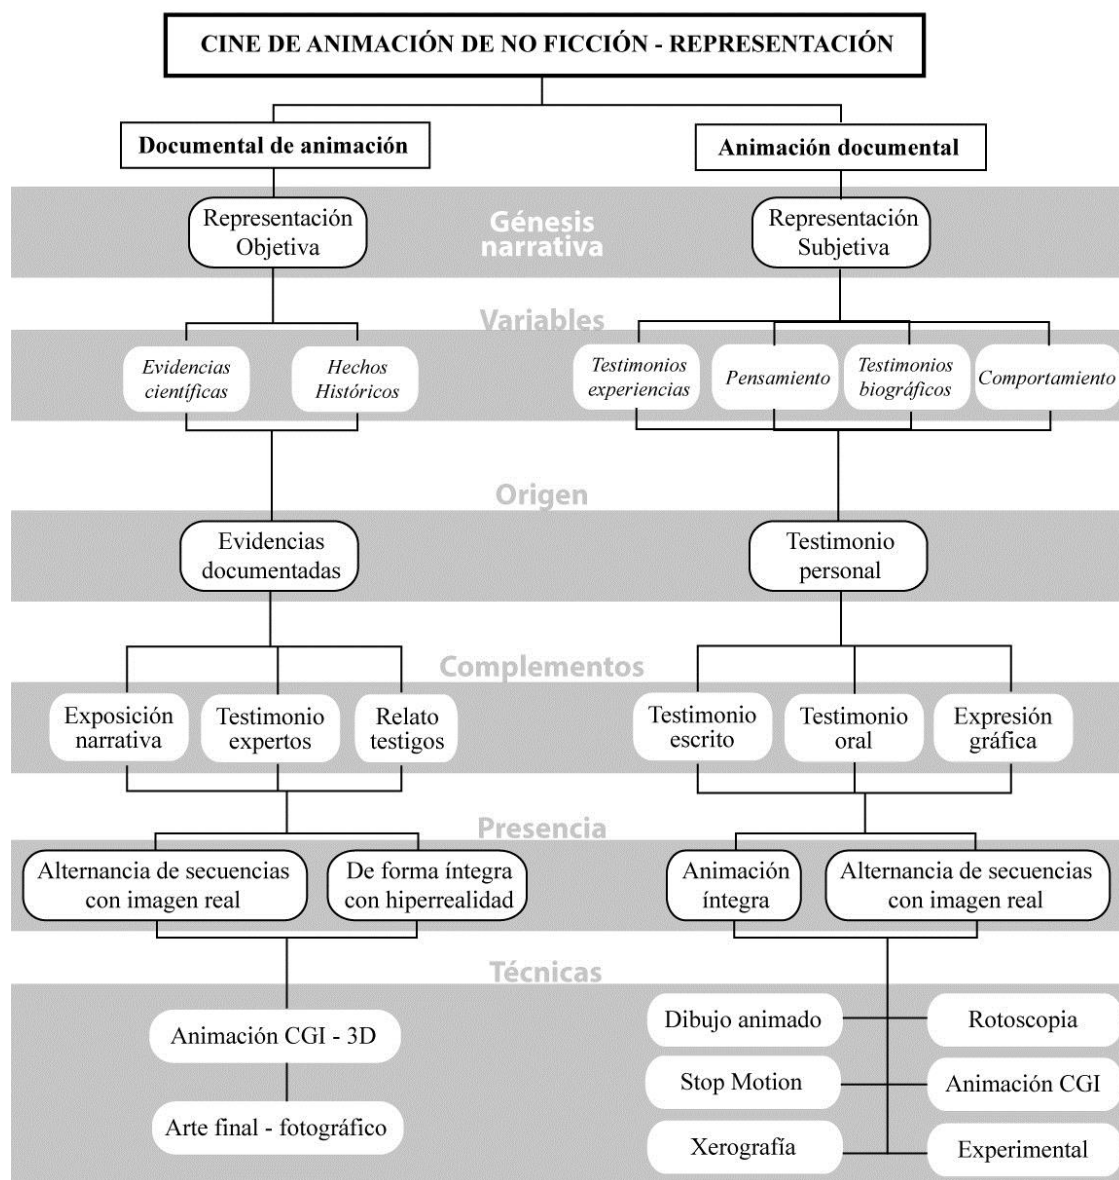 CINE DE ANIMACIÓN DE NO FICCIÓN - REPRESENTACIÓN
Documental de animación
Animación documental
Génesis
narrativa
Representación
Objetiva
Representación
Subjetiva
Variables
Evidencias
científicas
Hechos
Históricos
Testimonios
experiencias
Pensamiento
Testimonios
biográficos
Comportamiento
Origen
Evidencias
documentadas
Testimonio
personal
Complementos
Exposición
narrativa
Testimonio
expertos
Relato
testigos
Testimonio
escrito
Testimonio
oral
Expresión
gráfica
Presencia
Alternancia de secuencias
con imagen real
De forma íntegra
con hiperrealidad
Animación
íntegra
Alternancia de secuencias
con imagen real
Técnicas
Animación CGI - 3D
Arte final - fotográfico
Dibujo animado
Rotoscopia
Stop Motion
Animación CGI
Xerografía
Experimental